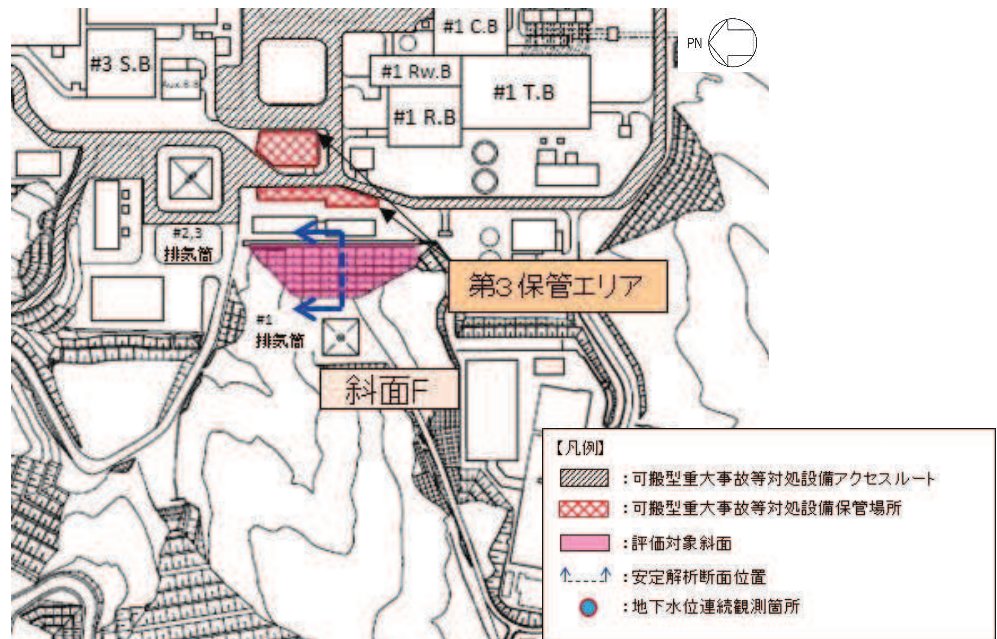 #1 C.B
PN
#3 S.B
#1 Rw.B
#1 T.B
#1 R.B
#2,3
排気筒
第3保管エリア
#1
排気筒
斜面F
【凡例】
:可搬型重大事故等対処設備アクセスルート
:可搬型重大事故等対処設備保管場所
:評価対象斜面
:安定解析断面位置
:地下水位連続観測箇所